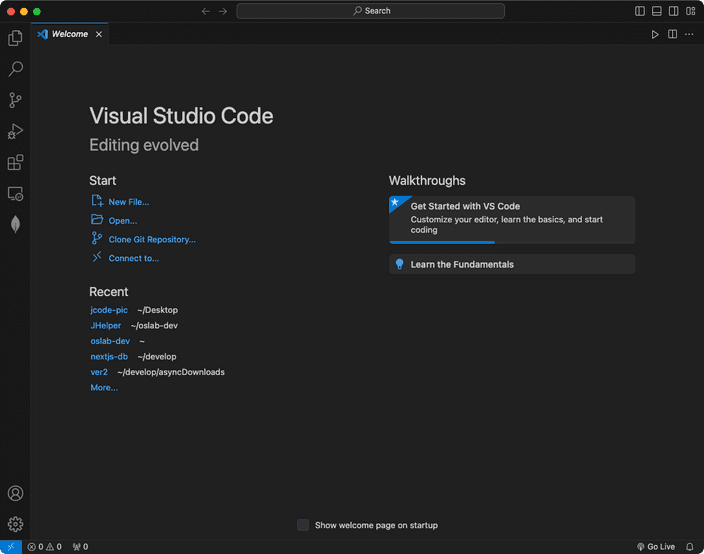 Search
Welcome
Visual Studio Code
Editing evolved
Start
New File...
Open...
Clone Git Repository...
Connect to...
Recent
jcode-pic ~/Desktop
JHelper ~/oslab-dev
oslab-dev ~
nextjs-db ~/develop
ver2 ~/develop/asyncDownloads
More...
Walkthroughs
Get Started with VS Code
Customize your editor, learn the basics, and start
coding
Learn the Fundamentals
Show welcome page on startup
0 0 0
Go Live